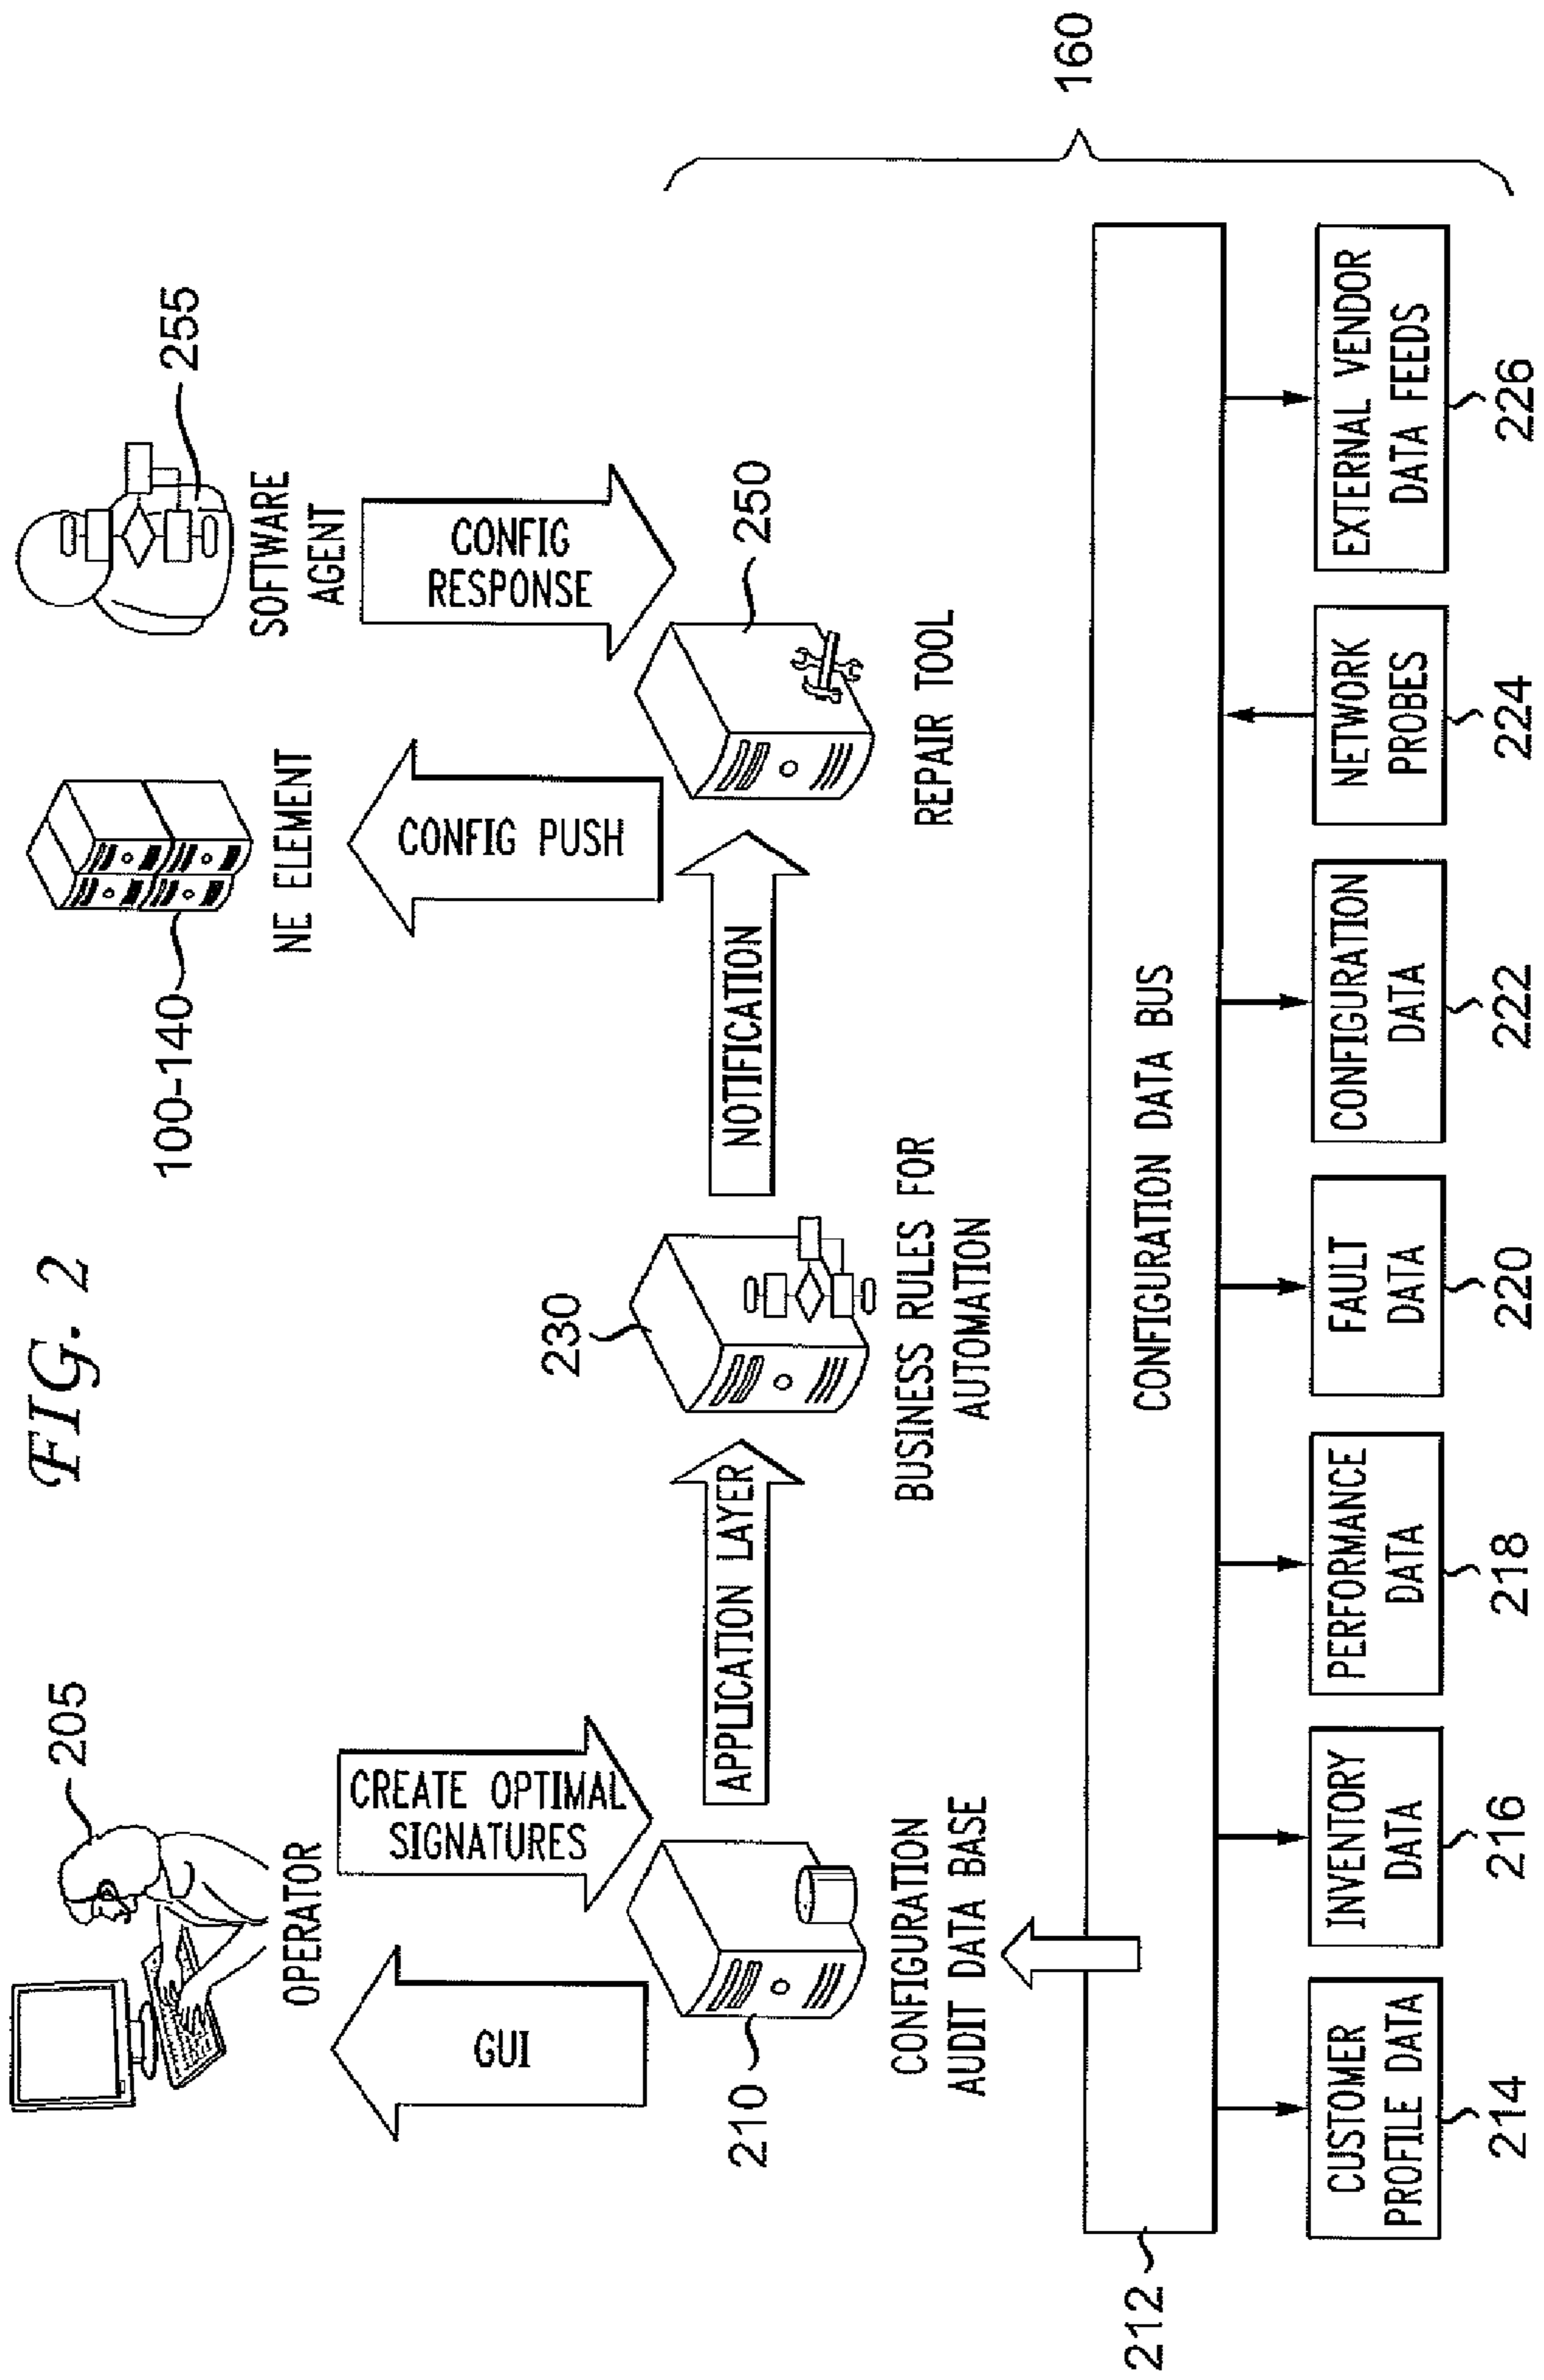 FIG. 2
205
OPERATOR
100-140
NE ELEMENT
255
SOFTWARE
AGENT
GUI
CREATE OPTIMAL
SIGNATURES
CONFIG PUSH
CONFIG
RESPONSE
210
APPLICATION LAYER
230
NOTIFICATION
250
CONFIGURATION
AUDIT DATA BASE
BUSINESS RULES FOR
AUTOMATION
REPAIR TOOL
160
212
CONFIGURATION DATA BUS
CUSTOMER
PROFILE DATA
214
INVENTORY
DATA
216
PERFORMANCE
DATA
218
FAULT
DATA
220
CONFIGURATION
DATA
222
NETWORK
PROBES
224
EXTERNAL VENDOR
DATA FEEDS
226